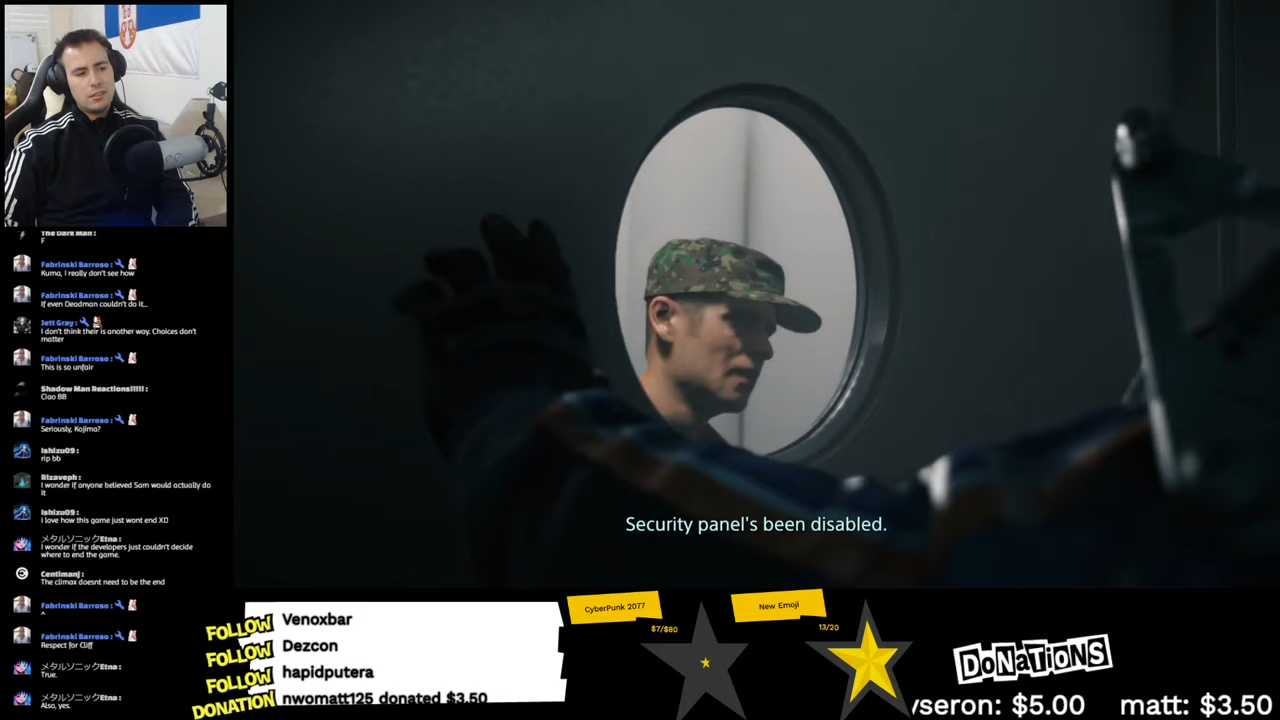 The Dark Man :
F
Fabrinski Barroso :
Kuma, I really don't see how
Fabrinski Barroso :
If even Deadman couldn't do it...
Jett Gray :
I don't think their is another way. Choices don't
matter
Fabrinski Barroso :
This is so unfair
Shadow Man Reactions!!!!! :
Ciao BB
Fabrinski Barroso :
Seriously, Kojima?
Ishizu09 :
rip bb
Rizaveph :
I wonder if anyone believed Sam would actually do
it
Ishizu09 :
I love how this game just wont end XD
メタルソニックEtna :
I wonder if the developers just couldn't decide
where to end the game.
Centimanj :
The climax doesnt need to be the end
Fabrinski Barroso :
^
Fabrinski Barroso :
Respect for Cliff
メタルソニックEtna :
True.
メタルソニックEtna :
Also, yes.
Security panel's been disabled.
FOLLOW Venoxbar
FOLLOW Dezcon
FOLLOW hapidputera
DONATION nwomatt125 donated $3.50
CyberPunk 2077
$7/$80
New Emoji
13/20
DONATIONS
yseron: $5.00 matt: $3.50